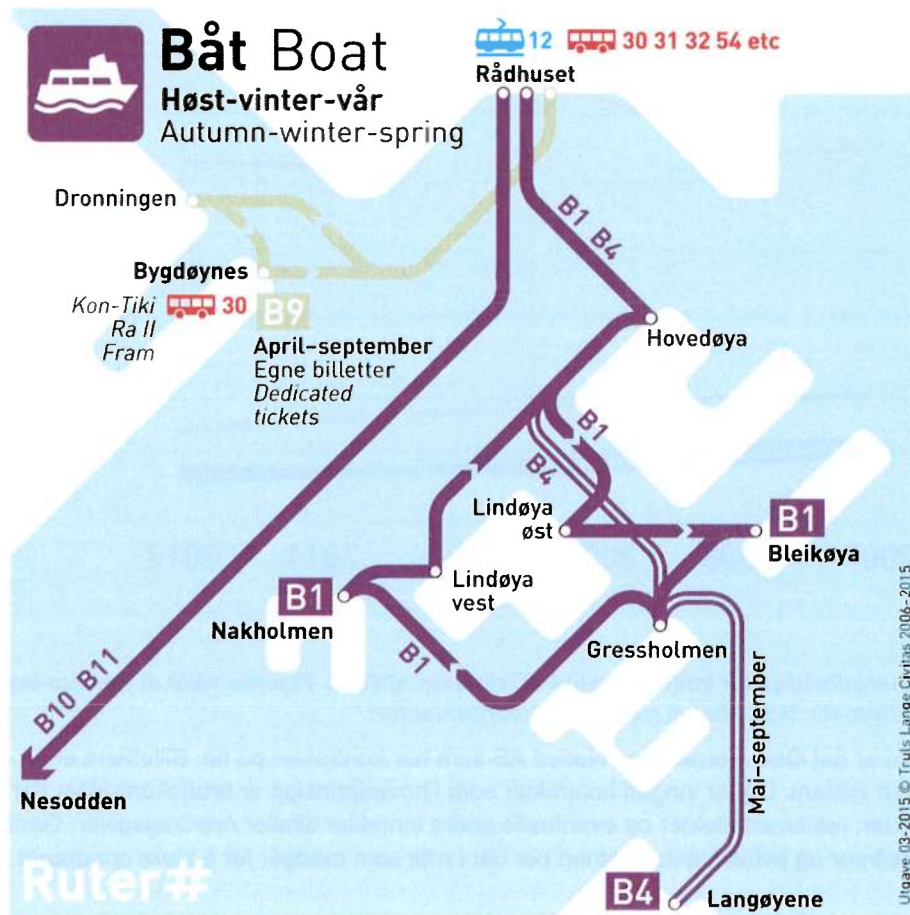 Båt Boat
Høst-vinter-vår
Autumn-winter-spring
12 30 31 32 54 etc
Rådhuset
Dronningen
Bygdøynes
Kon-Tiki
Ra II
Fram
30
B9
April–september
Egne billetter
Dedicated
tickets
B1 B4
Hovedøya
B1
B4
Lindøya
øst
B1
Bleikøya
Lindøya
vest
B1
Nakholmen
B1
Gressholmen
Mai–september
B10 B11
Nesodden
B4
Langøyene
Ruter#
Utgave 03-2015 © Truls Lange Civitas 2006–2015